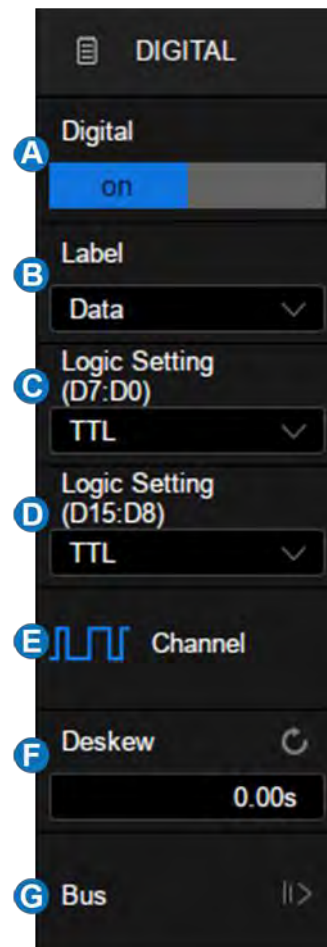 DIGITAL
Digital
A
on
Label
B
Data
Logic Setting
C
(D7:D0)
TTL
Logic Setting
D
(D15:D8)
TTL
E
Channel
Deskew
F
0.00s
G
Bus